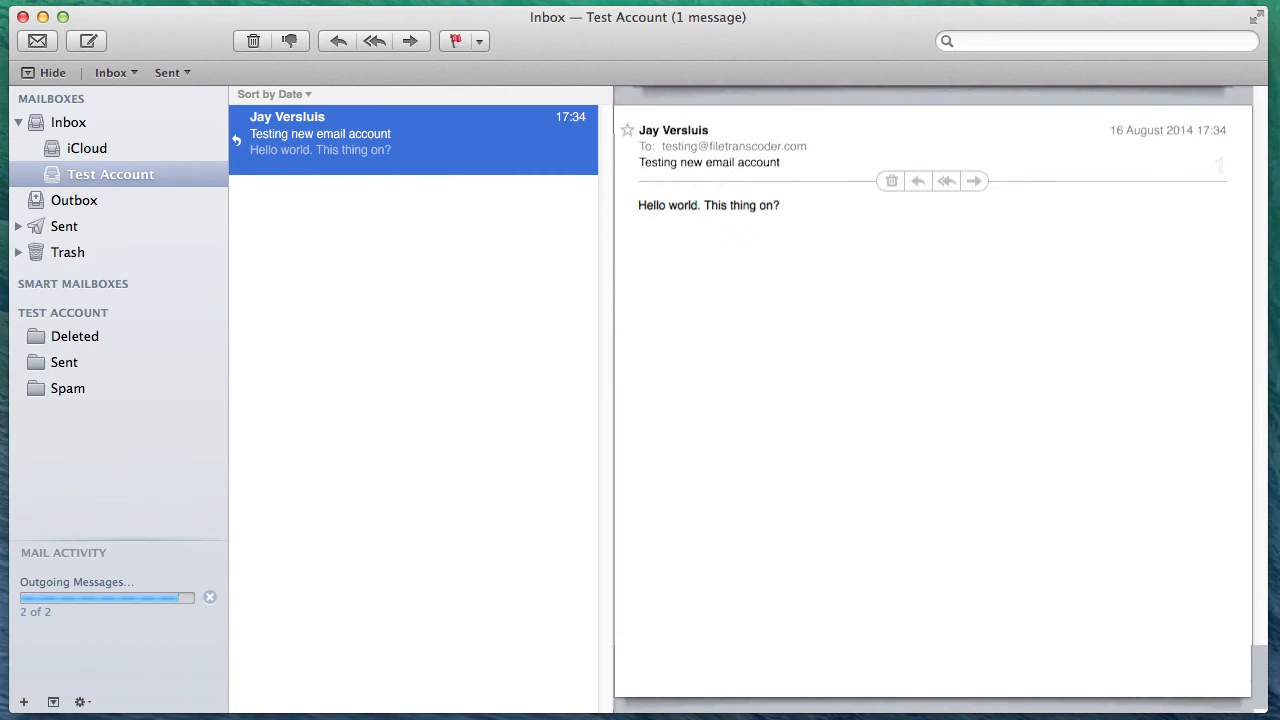 Inbox — Test Account (1 message)
Hide
Inbox
Sent
MAILBOXES
Inbox
iCloud
Test Account
Outbox
Sent
Trash
SMART MAILBOXES
TEST ACCOUNT
Deleted
Sent
Spam
MAIL ACTIVITY
Outgoing Messages...
2 of 2
Sort by Date
Jay Versluis 17:34
Testing new email account
Hello world. This thing on?
Jay Versluis 16 August 2014 17:34
To: testing@filetranscoder.com
Testing new email account
1
Hello world. This thing on?